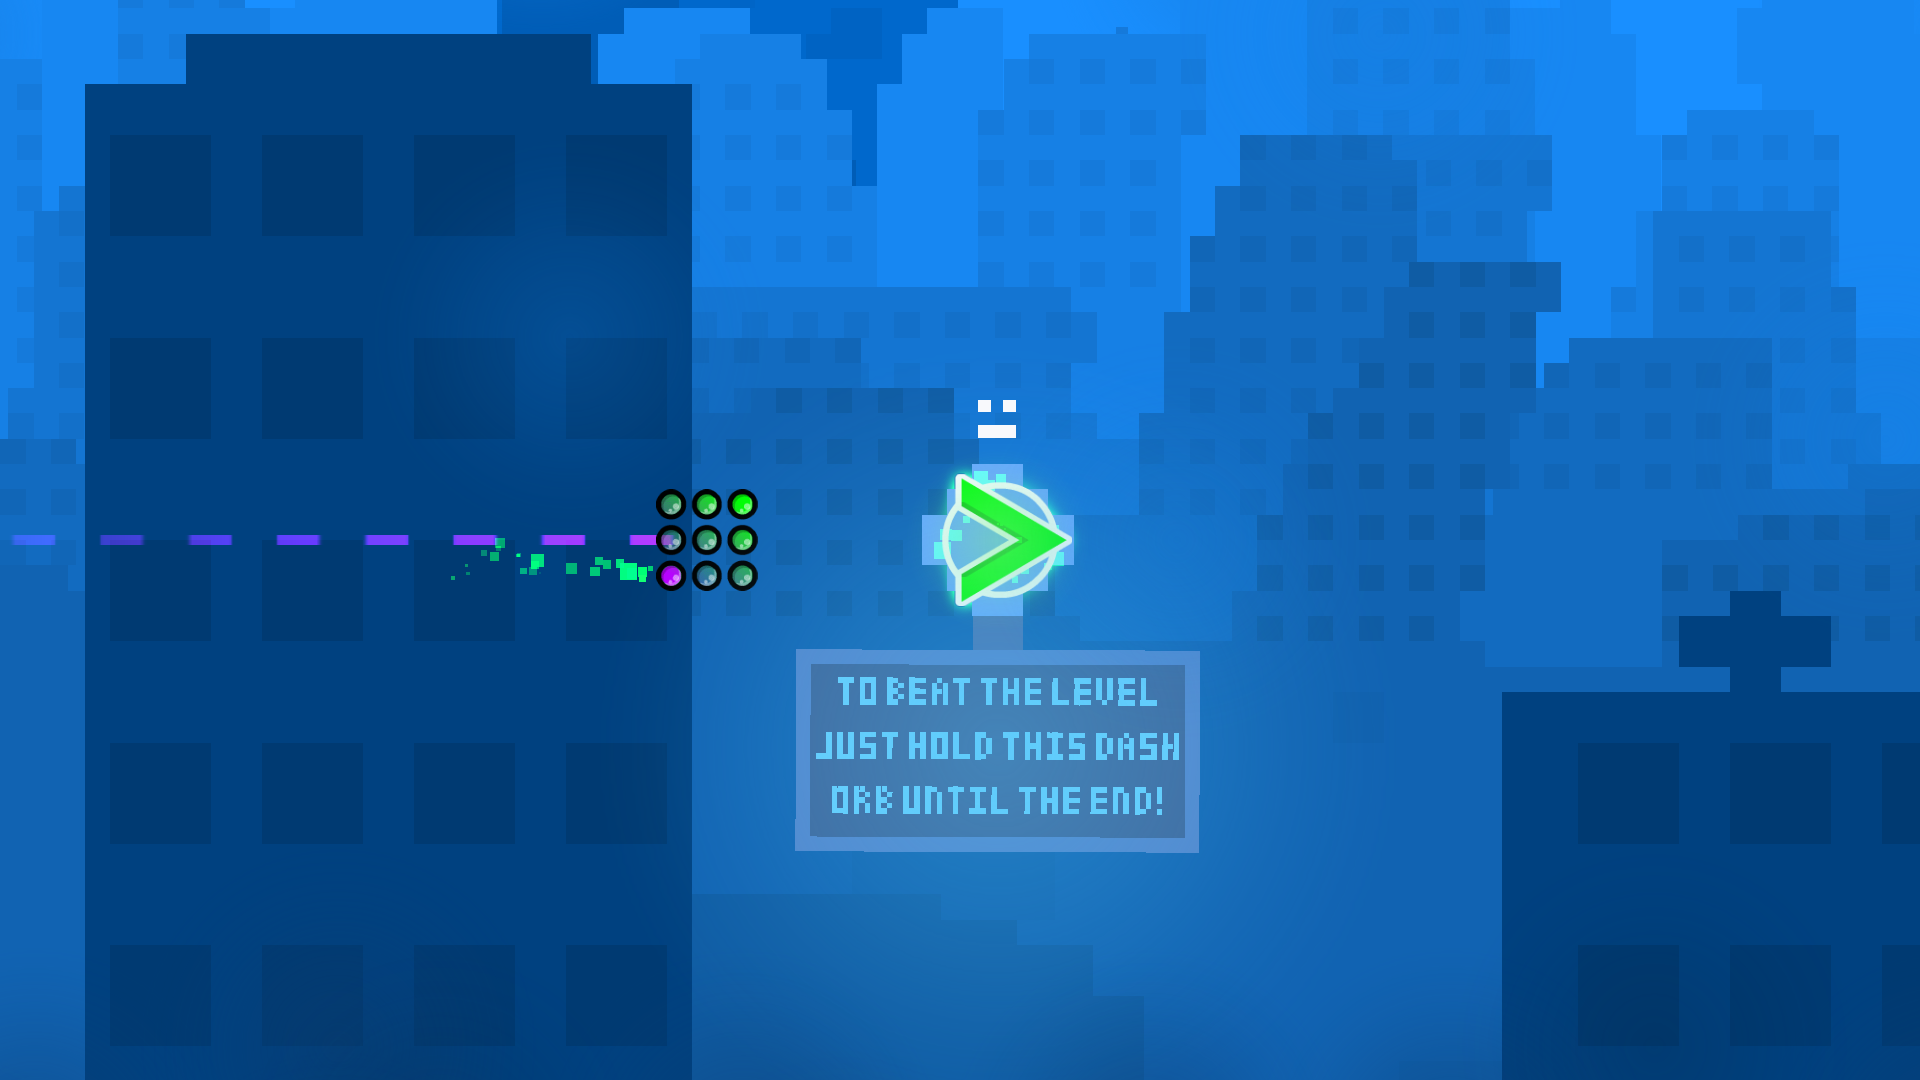 TO BEAT THE LEVEL
JUST HOLD THIS DASH
ORB UNTIL THE END!